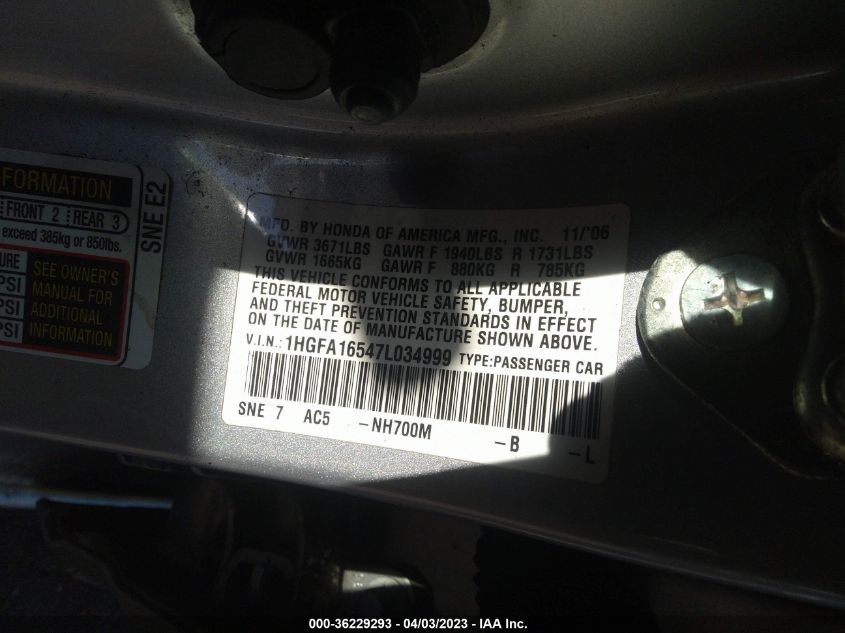 FORMATION
FRONT 2 REAR 3
exceed 385kg or 850lbs.
URE
PSI
PSI
SEE OWNER'S
MANUAL FOR
ADDITIONAL
INFORMATION
SNE E2
MFD. BY HONDA OF AMERICA MFG., INC. 11/'06
GVWR 3671LBS GAWR F 1940LBS R 1731LBS
GVWR 1665KG GAWR F 880KG R 785KG
THIS VEHICLE CONFORMS TO ALL APPLICABLE
FEDERAL MOTOR VEHICLE SAFETY, BUMPER,
AND THEFT PREVENTION STANDARDS IN EFFECT
ON THE DATE OF MANUFACTURE SHOWN ABOVE.
V.I.N.: 1HGFA16547L034999 TYPE:PASSENGER CAR
SNE 7 AC5 -NH700M -B -L
000-36229293 - 04/03/2023 - IAA Inc.